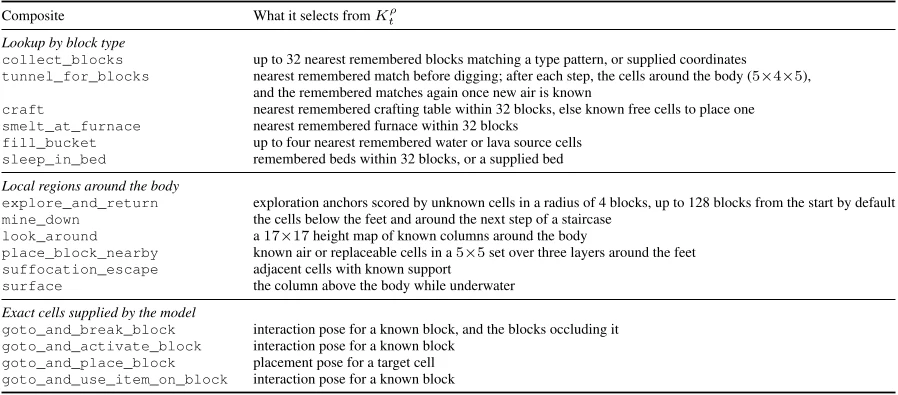 Composite What it selects from $K_t^\rho$
Lookup by block type
collect_blocks up to 32 nearest remembered blocks matching a type pattern, or supplied coordinates
tunnel_for_blocks nearest remembered match before digging; after each step, the cells around the body (5×4×5),
and the remembered matches again once new air is known
craft nearest remembered crafting table within 32 blocks, else known free cells to place one
smelt_at_furnace nearest remembered furnace within 32 blocks
fill_bucket up to four nearest remembered water or lava source cells
sleep_in_bed remembered beds within 32 blocks, or a supplied bed
Local regions around the body
explore_and_return exploration anchors scored by unknown cells in a radius of 4 blocks, up to 128 blocks from the start by default
mine_down the cells below the feet and around the next step of a staircase
look_around a 17×17 height map of known columns around the body
place_block_nearby known air or replaceable cells in a 5×5 set over three layers around the feet
suffocation_escape adjacent cells with known support
surface the column above the body while underwater
Exact cells supplied by the model
goto_and_break_block interaction pose for a known block, and the blocks occluding it
goto_and_activate_block interaction pose for a known block
goto_and_place_block placement pose for a target cell
goto_and_use_item_on_block interaction pose for a known block